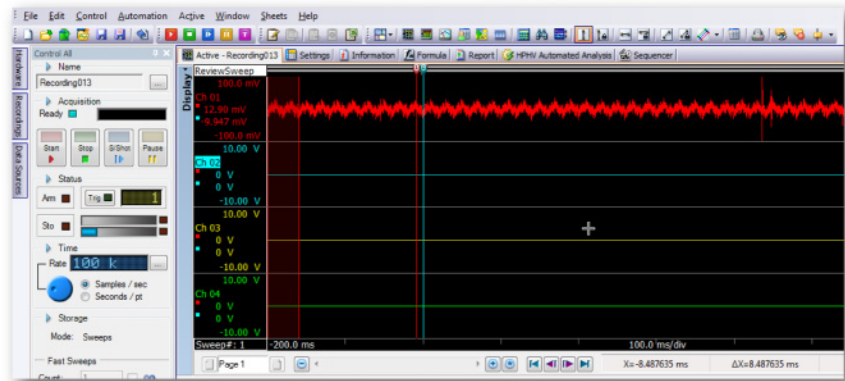 File Edit Control Automation Active Window Sheets Help
Control All
Hardware
Recordings
Data Sources
Name
Recording013
...
Acquisition
Ready
Start Stop S/Shot Pause
Status
Arm Trig 1
Sto
Time
Rate 100 k ...
Samples / sec
Seconds / pt
Storage
Mode: Sweeps
Fast Sweeps
Count: 1
Active - Recording013 Settings Information Formula Report HPHV Automated Analysis Sequencer
Display
ReviewSweep
100.0 mV
Ch 01
12.90 mV
-9.947 mV
-100.0 mV
10.00 V
Ch 02
0 V
0 V
-10.00 V
10.00 V
Ch 03
0 V
0 V
-10.00 V
10.00 V
Ch 04
0 V
0 V
-10.00 V
Sweep#: 1 -200.0 ms 100.0 ms/div
Page 1 X=-8.487635 ms ΔX=8.487635 ms